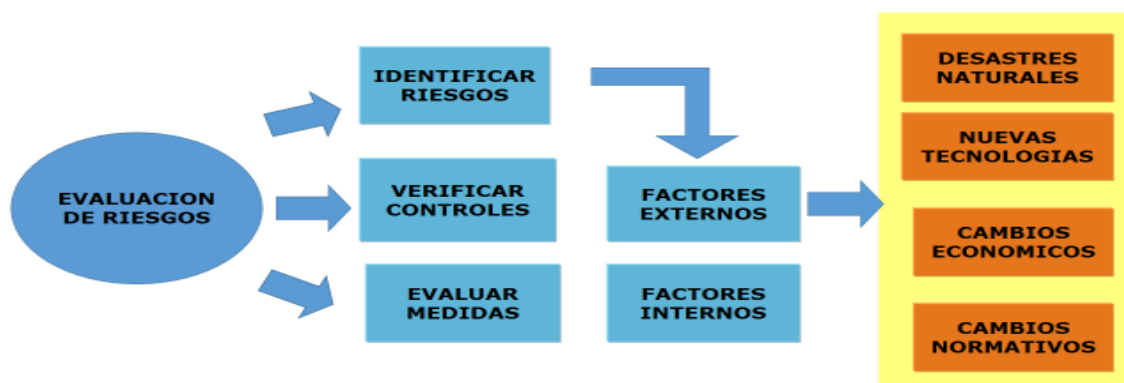 EVALUACION
DE RIESGOS
IDENTIFICAR
RIESGOS
VERIFICAR
CONTROLES
EVALUAR
MEDIDAS
FACTORES
EXTERNOS
FACTORES
INTERNOS
DESASTRES
NATURALES
NUEVAS
TECNOLOGIAS
CAMBIOS
ECONOMICOS
CAMBIOS
NORMATIVOS